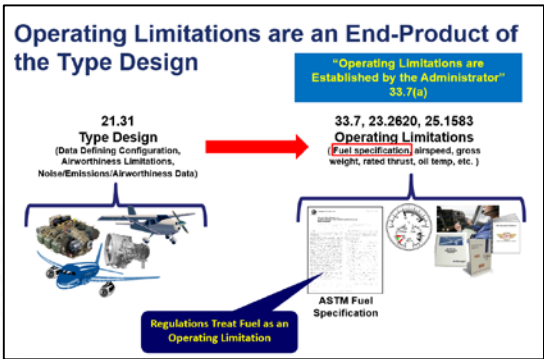 Operating Limitations are an End-Product of
the Type Design
“Operating Limitations are
Established by the Administrator”
33.7(a)
21.31
Type Design
(Data Defining Configuration,
Airworthiness Limitations,
Noise/Emissions/Airworthiness Data)
33.7, 23.2620, 25.1583
Operating Limitations
( Fuel specification, airspeed, gross
weight, rated thrust, oil temp, etc. )
ASTM Fuel
Specification
Regulations Treat Fuel as an
Operating Limitation